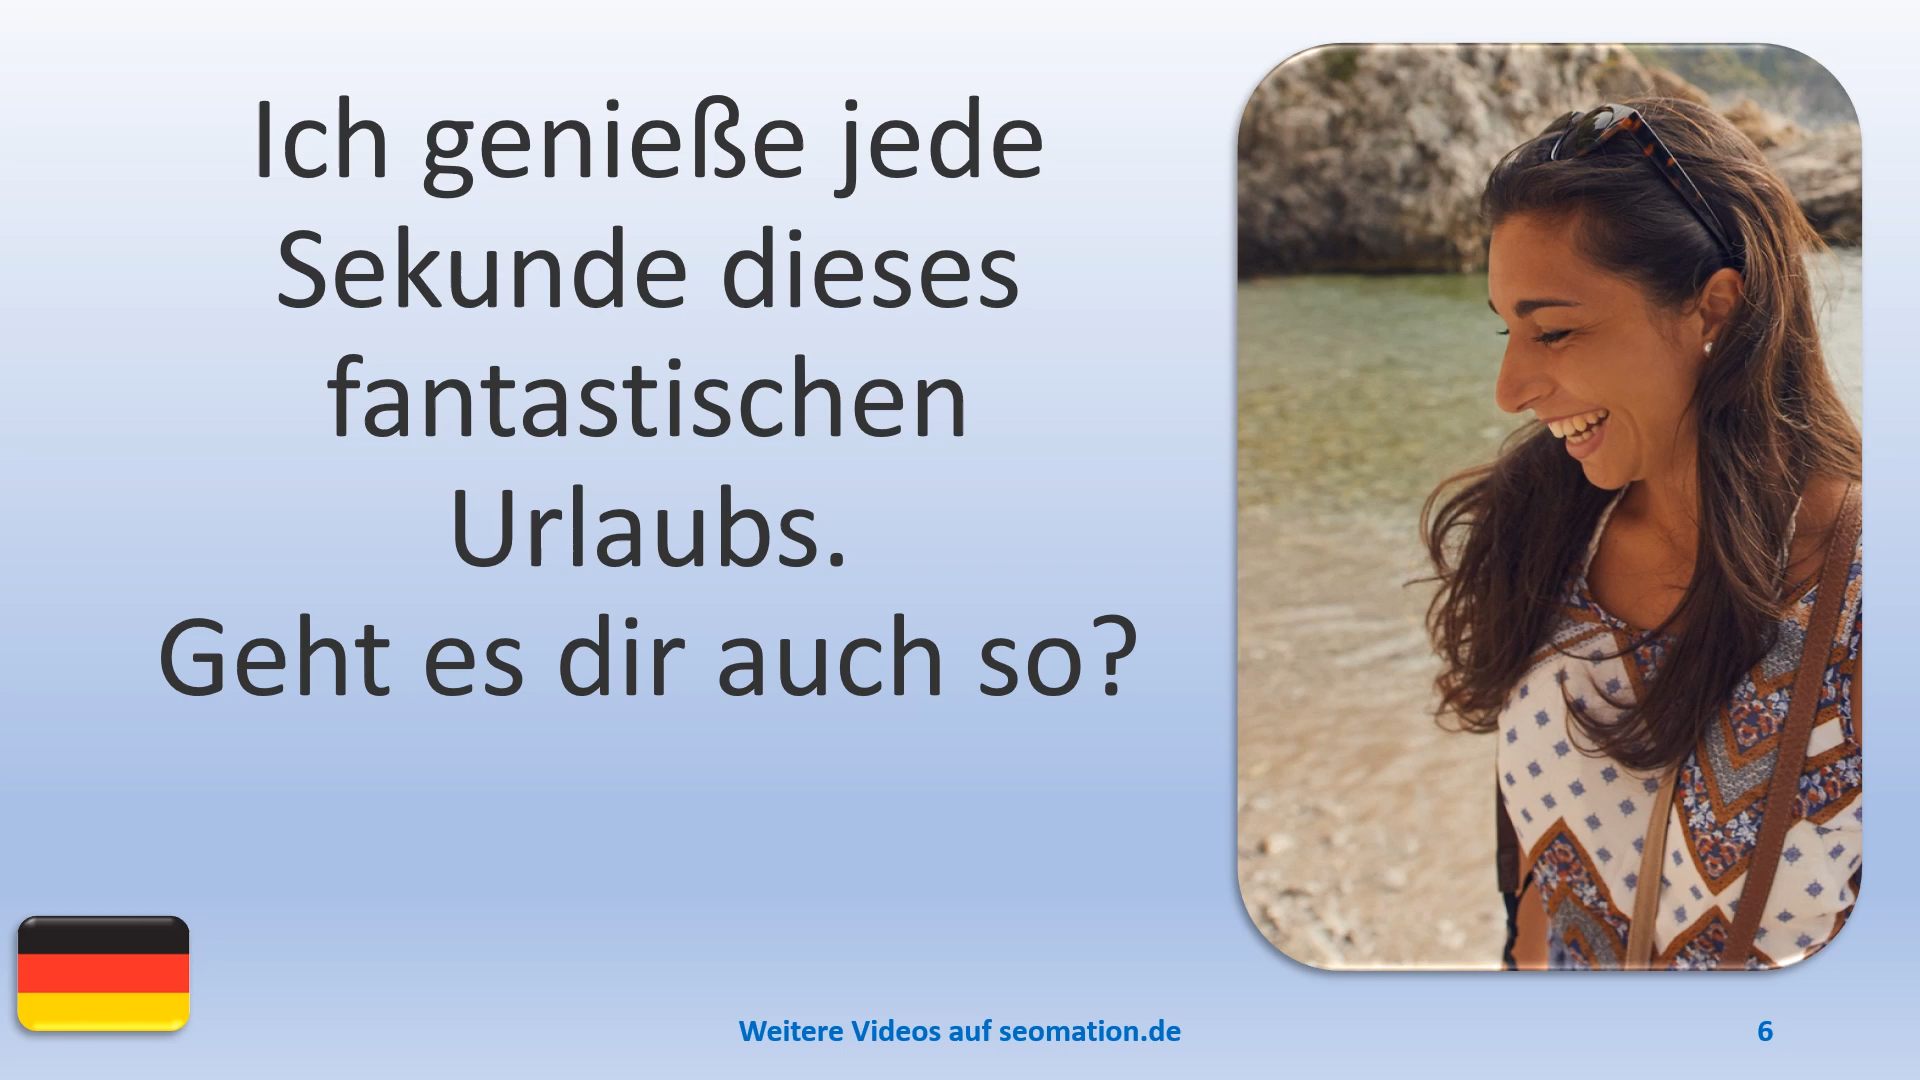 Ich genieße jede
Sekunde dieses
fantastischen
Urlaubs.
Geht es dir auch so?
Weitere Videos auf seomation.de
6